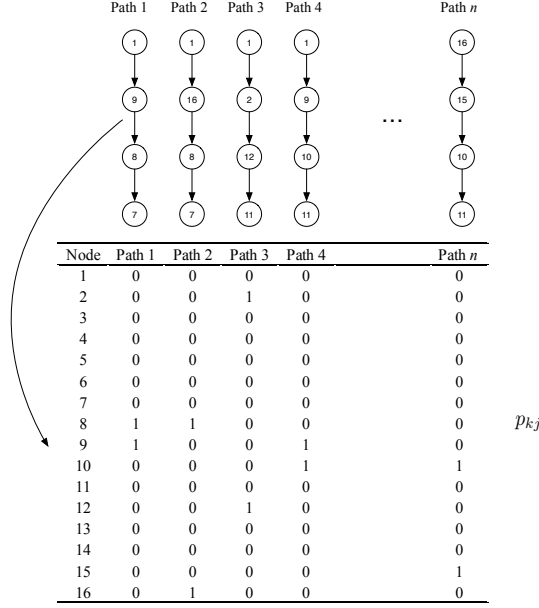 Path 1 Path 2 Path 3 Path 4 Path n
1 1 1 1 16
9 16 2 9 15
...
8 8 12 10 10
7 7 11 11 11
Node Path 1 Path 2 Path 3 Path 4 Path n
1 0 0 0 0 0
2 0 0 1 0 0
3 0 0 0 0 0
4 0 0 0 0 0
5 0 0 0 0 0
6 0 0 0 0 0
7 0 0 0 0 0
8 1 1 0 0 0
p_{kj}
9 1 0 0 1 0
10 0 0 0 1 1
11 0 0 0 0 0
12 0 0 1 0 0
13 0 0 0 0 0
14 0 0 0 0 0
15 0 0 0 0 1
16 0 1 0 0 0